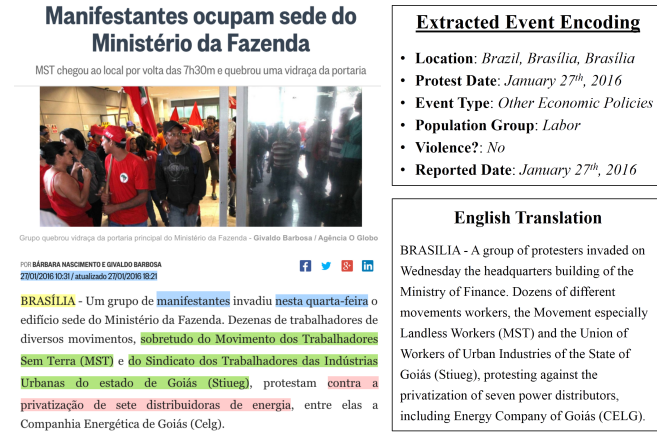 Manifestantes ocupam sede do
Ministério da Fazenda
MST chegou ao local por volta das 7h30m e quebrou uma vidraça da portaria
Grupo quebrou vidraça da portaria principal do Ministério da Fazenda - Givaldo Barbosa / Agência O Globo
POR BÁRBARA NASCIMENTO E GIVALDO BARBOSA
27/01/2016 10:31 / atualizado 27/01/2016 18:21
BRASÍLIA - Um grupo de manifestantes invadiu nesta quarta-feira o
edifício sede do Ministério da Fazenda. Dezenas de trabalhadores de
diversos movimentos, sobretudo do Movimento dos Trabalhadores
Sem Terra (MST) e do Sindicato dos Trabalhadores das Indústrias
Urbanas do estado de Goiás (Stiueg), protestam contra a
privatização de sete distribuidoras de energia, entre elas a
Companhia Energética de Goiás (Celg).
Extracted Event Encoding
• Location: Brazil, Brasília, Brasília
• Protest Date: January 27th, 2016
• Event Type: Other Economic Policies
• Population Group: Labor
• Violence?: No
• Reported Date: January 27th, 2016
English Translation
BRASILIA - A group of protesters invaded on
Wednesday the headquarters building of the
Ministry of Finance. Dozens of different
movements workers, the Movement especially
Landless Workers (MST) and the Union of
Workers of Urban Industries of the State of
Goiás (Stiueg), protesting against the
privatization of seven power distributors,
including Energy Company of Goiás (CELG).